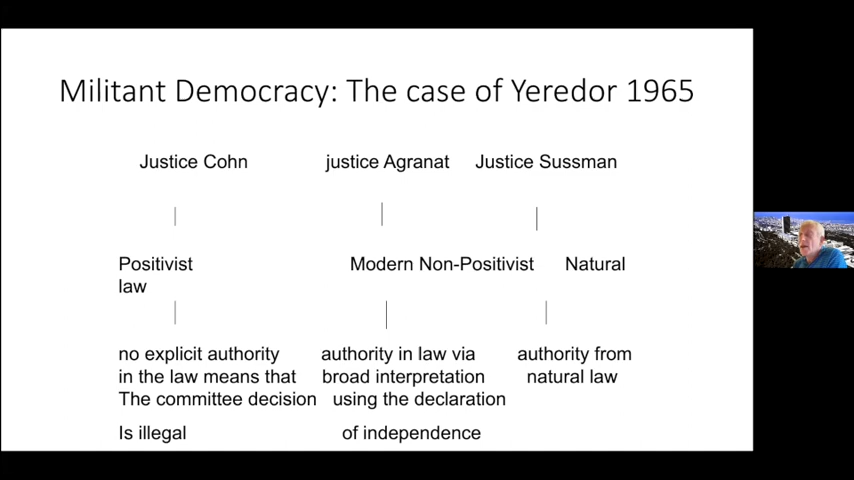 Militant Democracy: The case of Yeredor 1965
Justice Cohn justice Agranat Justice Sussman
Positivist Modern Non-Positivist Natural
law
no explicit authority authority in law via authority from
in the law means that broad interpretation natural law
The committee decision using the declaration
Is illegal of independence